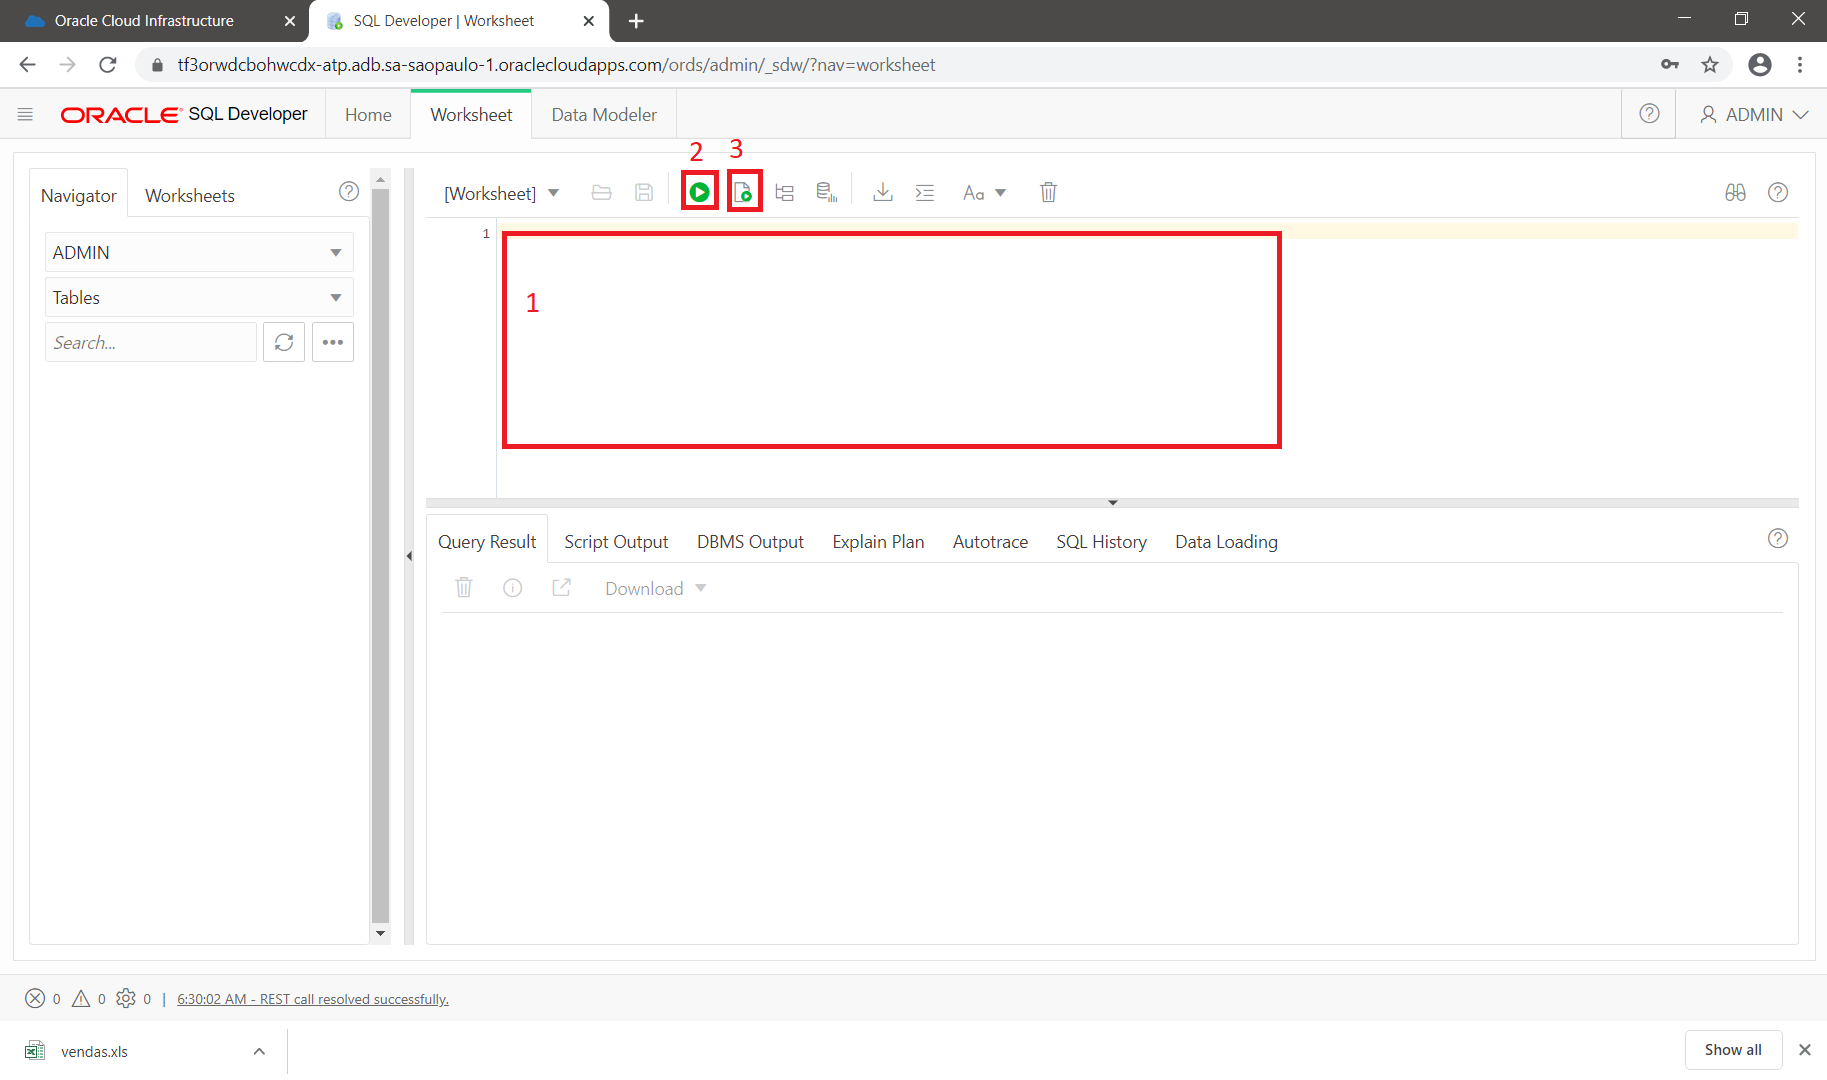 Oracle Cloud Infrastructure
SQL Developer | Worksheet
tf3orwdcbohwcdx-atp.adb.sa-saopaulo-1.oraclecloudapps.com/ords/admin/_sdw/?nav=worksheet
ORACLE SQL Developer
Home
Worksheet
Data Modeler
ADMIN
2
3
Navigator
Worksheets
[Worksheet]
Aa
ADMIN
Tables
Search...
1
1
Query Result
Script Output
DBMS Output
Explain Plan
Autotrace
SQL History
Data Loading
Download
0
0
0
| 6:30:02 AM - REST call resolved successfully.
vendas.xls
Show all